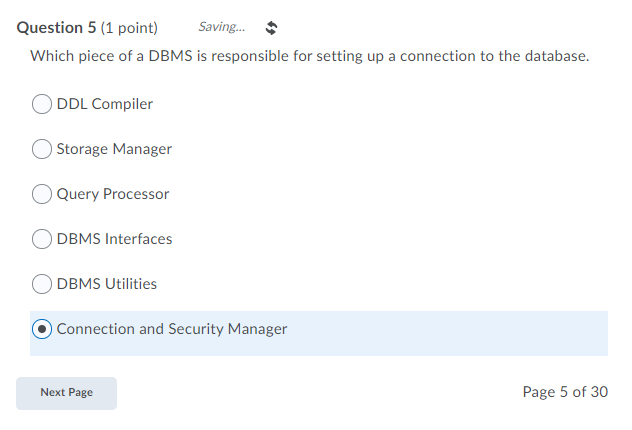 Question 5 (1 point) Saving...
Which piece of a DBMS is responsible for setting up a connection to the database.
DDL Compiler
Storage Manager
Query Processor
DBMS Interfaces
DBMS Utilities
Connection and Security Manager
Next Page Page 5 of 30